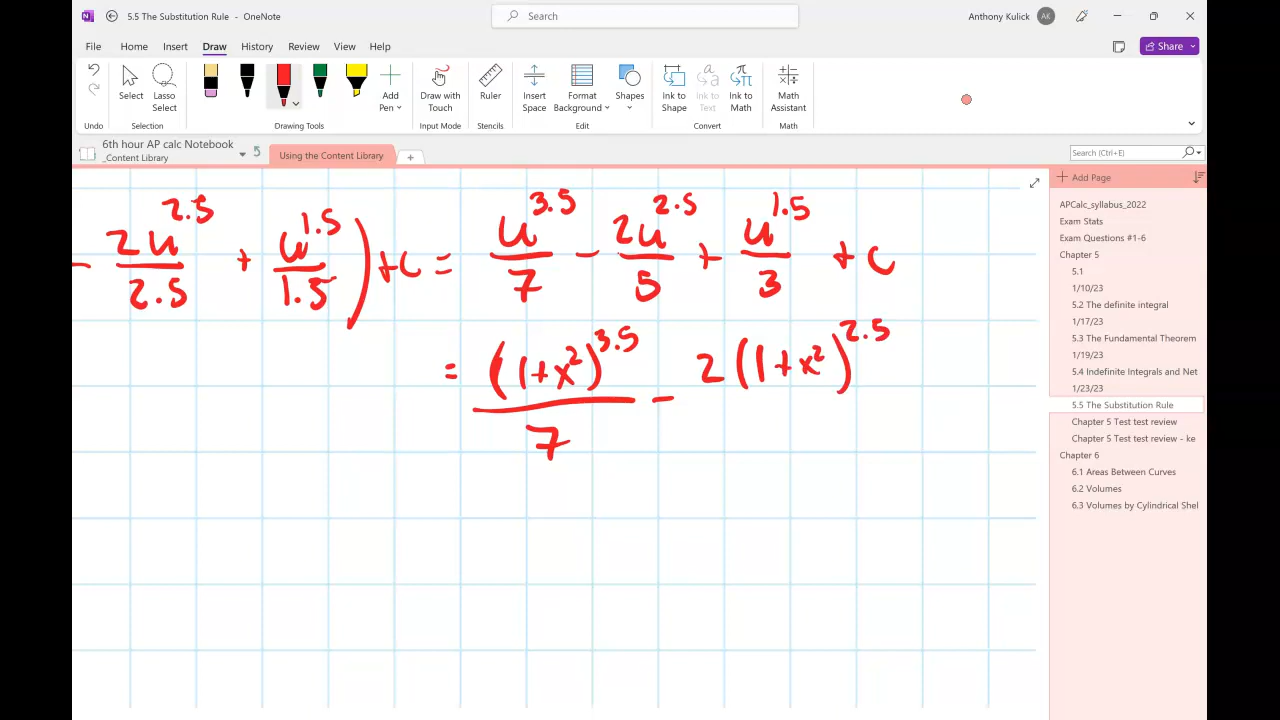 5.5 The Substitution Rule - OneNote
Search
Anthony Kulick
AK
File Home Insert Draw History Review View Help
Share
Undo
Select
Lasso Select
Add Pen
Draw with Touch
Ruler
Insert Space
Format Background
Shapes
Ink to Shape
Ink to Text
Ink to Math
Math Assistant
Undo Selection Drawing Tools Input Mode Stencils Edit Convert Math
6th hour AP calc Notebook
_Content Library
Using the Content Library
+
Search (Ctrl+E)
Add Page
APCalc_syllabus_2022
Exam Stats
Exam Questions #1-6
Chapter 5
5.1
1/10/23
5.2 The definite integral
1/17/23
5.3 The Fundamental Theorem
1/19/23
5.4 Indefinite Integrals and Net
1/23/23
5.5 The Substitution Rule
Chapter 5 Test test review
Chapter 5 Test test review - ke
Chapter 6
6.1 Areas Between Curves
6.2 Volumes
6.3 Volumes by Cylindrical Shel
- 2u^2.5/2.5 + u^1.5/1.5) + c = u^3.5/7 - 2u^2.5/5 + u^1.5/3 + c
= (1+x²)^3.5/7 - 2(1+x²)^2.5